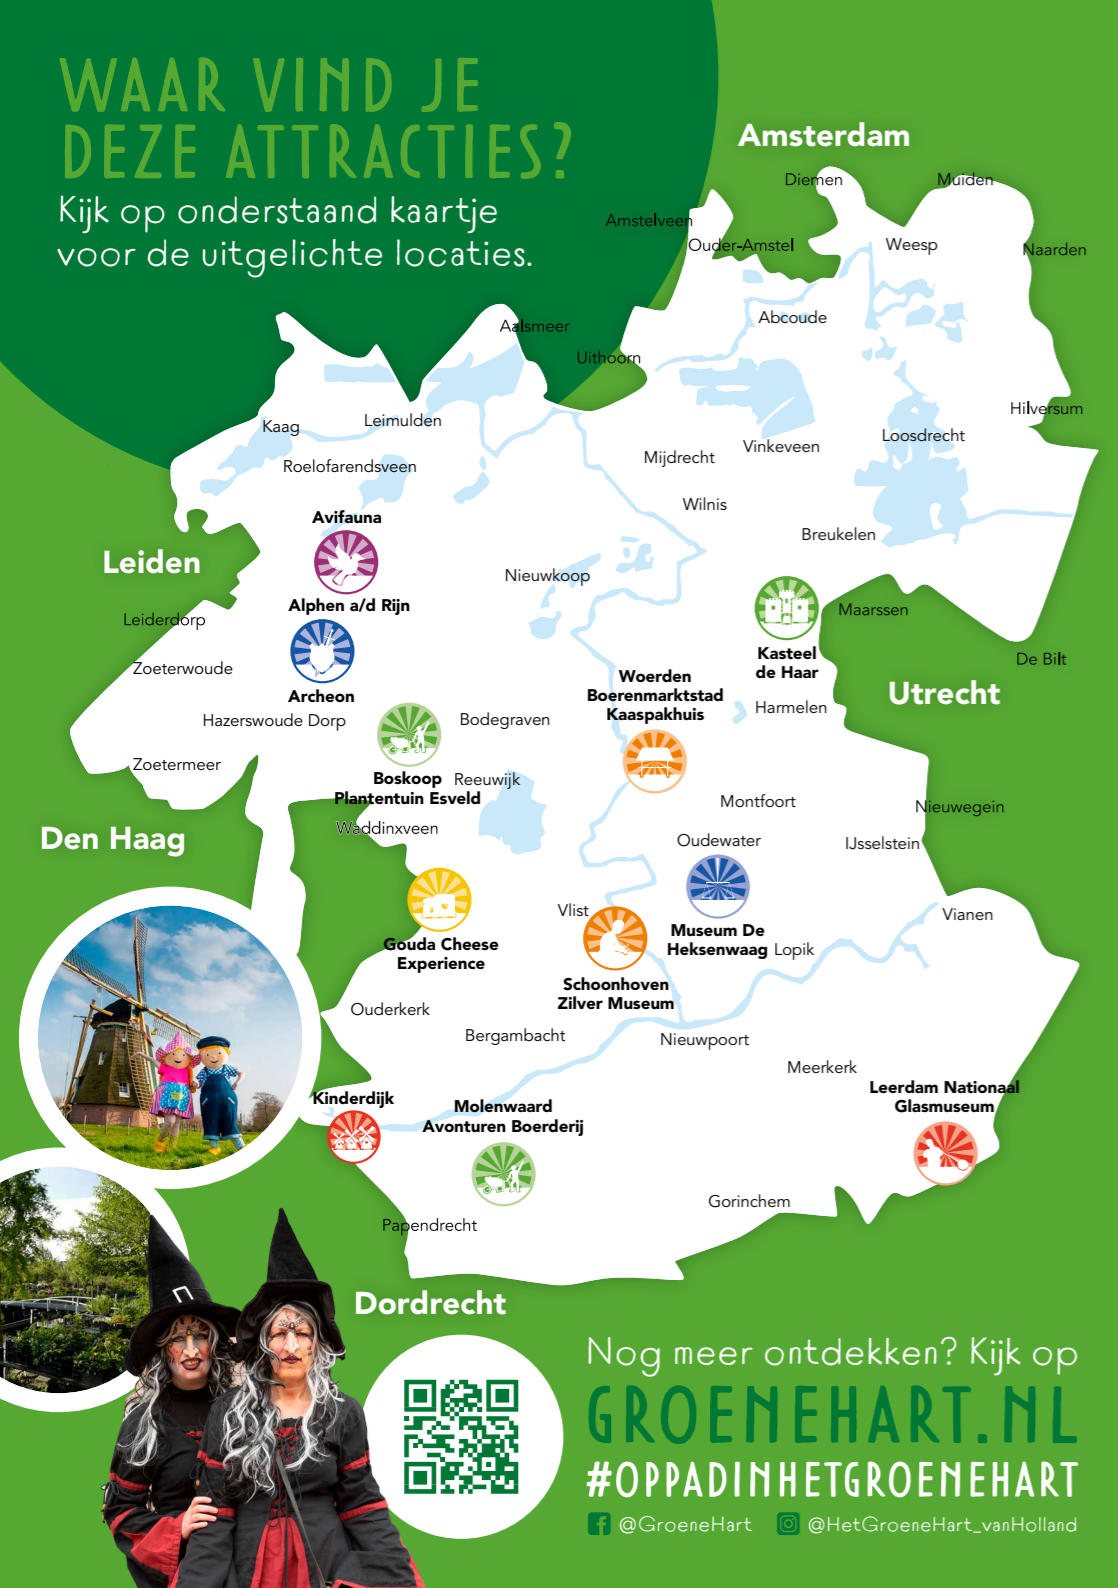 WAAR VIND JE
DEZE ATTRACTIES?
Kijk op onderstaand kaartje
voor de uitgelichte locaties.
Amsterdam
Diemen
Muiden
Amstelveen
Ouder-Amstel
Weesp
Naarden
Abcoude
Aalsmeer
Uithoorn
Hilversum
Kaag
Leimulden
Loosdrecht
Vinkeveen
Mijdrecht
Roelofarendsveen
Wilnis
Avifauna
Breukelen
Leiden
Nieuwkoop
Alphen a/d Rijn
Maarssen
Leiderdorp
Kasteel
de Haar
De Bilt
Zoeterwoude
Woerden
Boerenmarktstad
Kaaspakhuis
Utrecht
Archeon
Harmelen
Hazerswoude Dorp
Bodegraven
Zoetermeer
Boskoop
Plantentuin Esveld
Reeuwijk
Montfoort
Nieuwegein
Waddinxveen
Den Haag
Oudewater
IJsselstein
Vlist
Vianen
Museum De
Heksenwaag
Lopik
Gouda Cheese
Experience
Schoonhoven
Zilver Museum
Ouderkerk
Bergambacht
Nieuwpoort
Meerkerk
Leerdam Nationaal
Glasmuseum
Kinderdijk
Molenwaard
Avonturen Boerderij
Gorinchem
Papendrecht
Dordrecht
Nog meer ontdekken? Kijk op
GROENEHART.NL
#OPPADINHETGROENEHART
@GroeneHart @HetGroeneHart_vanHolland